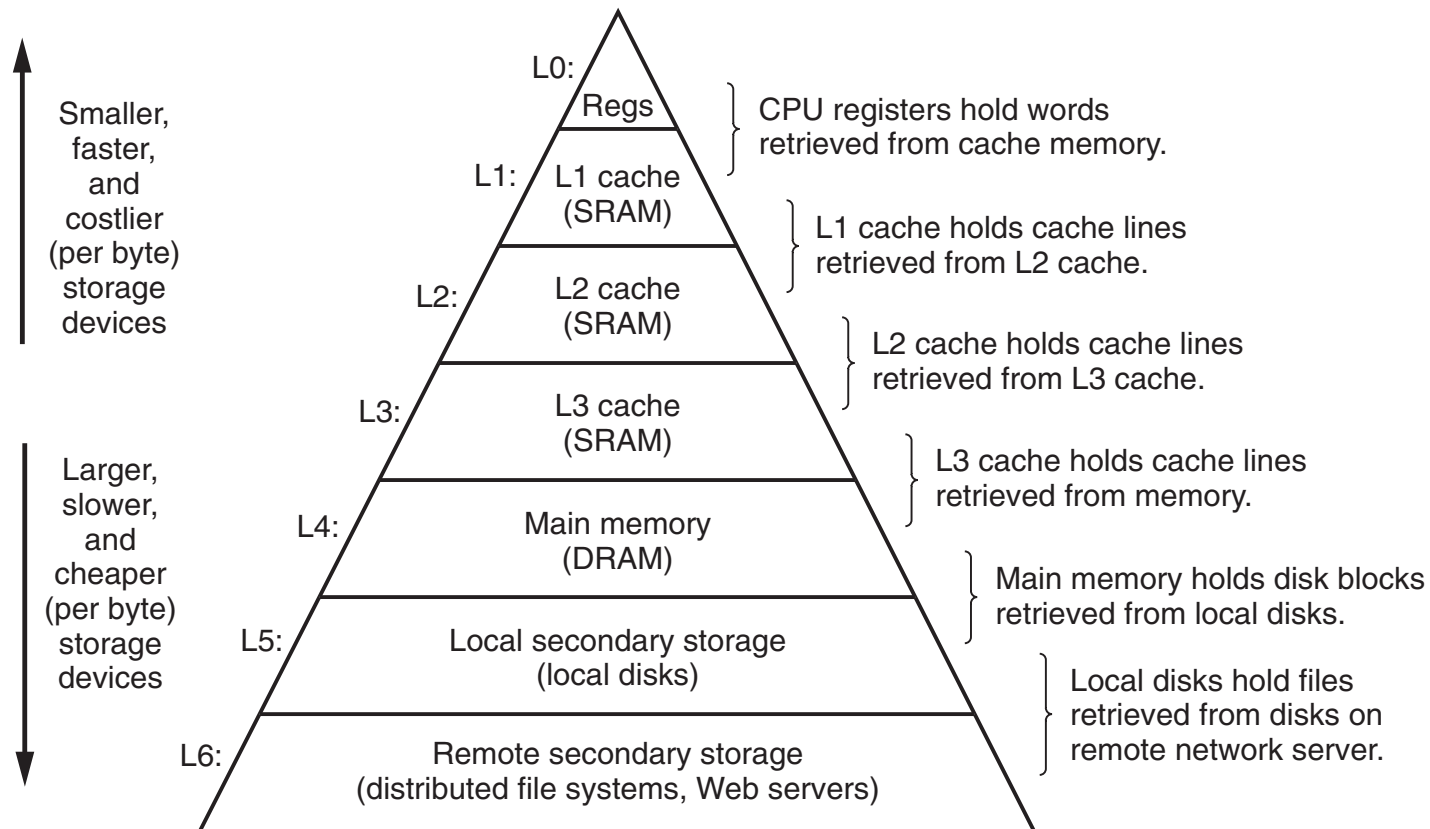 L0:
Regs
CPU registers hold words
retrieved from cache memory.
Smaller,
faster,
and
costlier
(per byte)
storage
devices
L1:
L1 cache
(SRAM)
L1 cache holds cache lines
retrieved from L2 cache.
L2:
L2 cache
(SRAM)
L2 cache holds cache lines
retrieved from L3 cache.
L3:
L3 cache
(SRAM)
L3 cache holds cache lines
retrieved from memory.
Larger,
slower,
and
cheaper
(per byte)
storage
devices
L4:
Main memory
(DRAM)
Main memory holds disk blocks
retrieved from local disks.
L5:
Local secondary storage
(local disks)
Local disks hold files
retrieved from disks on
remote network server.
L6:
Remote secondary storage
(distributed file systems, Web servers)